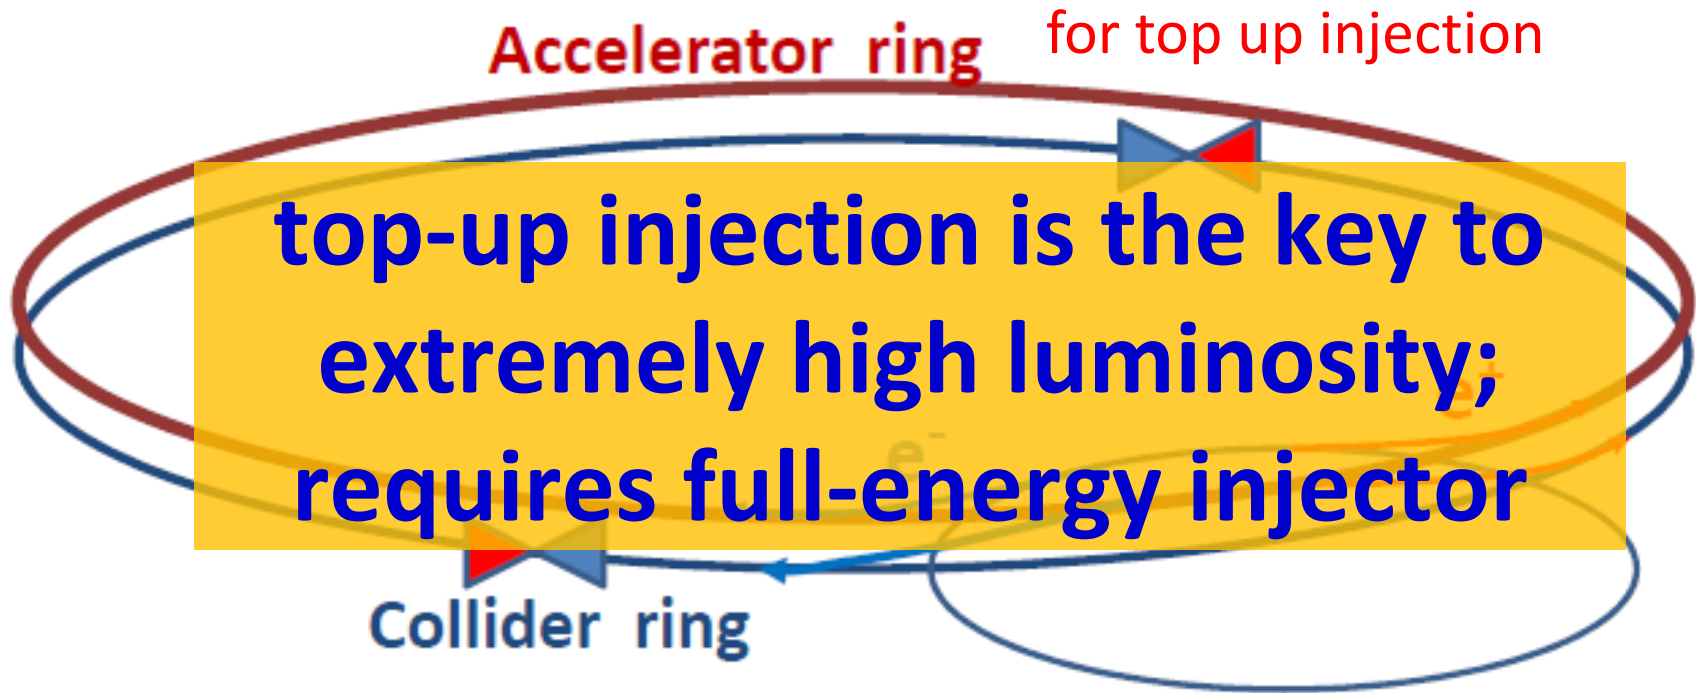 Accelerator ring
for top up injection
top-up injection is the key to
extremely high luminosity;
requires full-energy injector
e+
e-
Collider ring